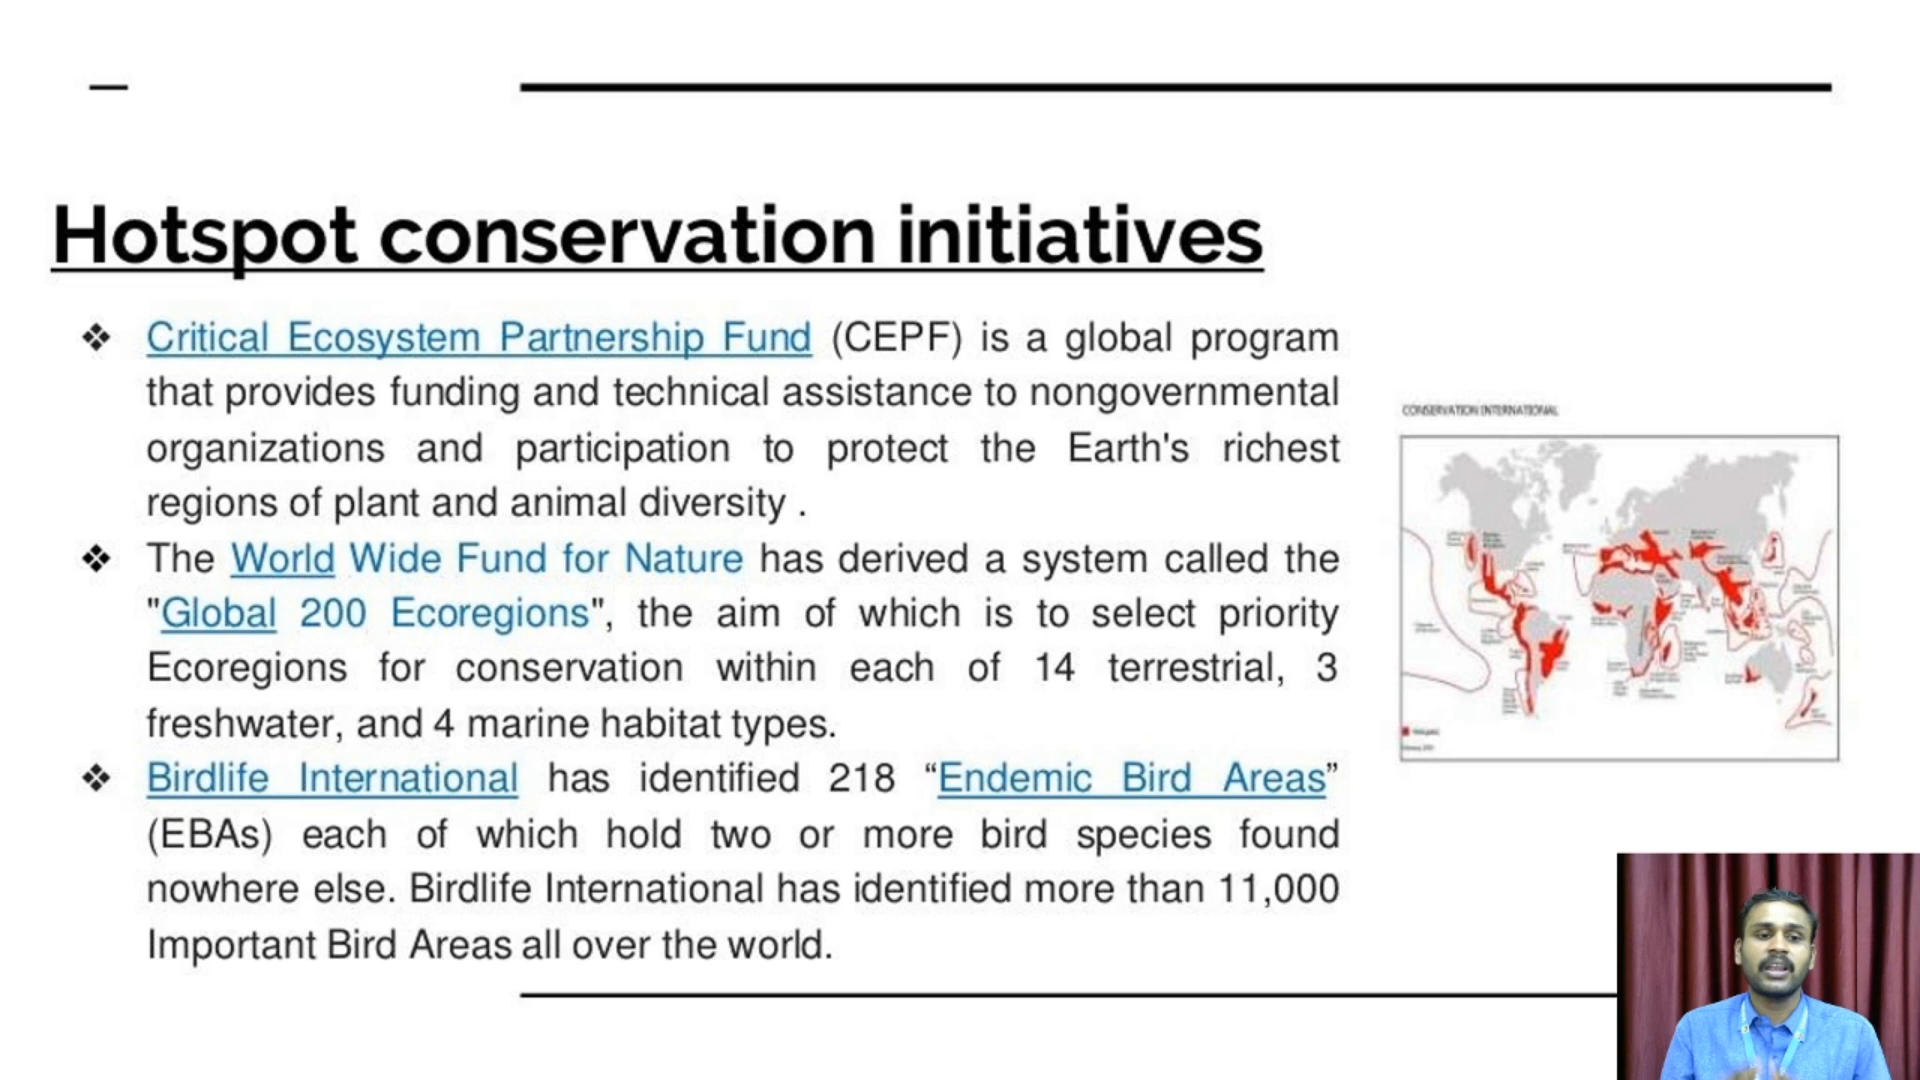 Hotspot conservation initiatives
❖ Critical Ecosystem Partnership Fund (CEPF) is a global program
that provides funding and technical assistance to nongovernmental
organizations and participation to protect the Earth's richest
regions of plant and animal diversity .
❖ The World Wide Fund for Nature has derived a system called the
"Global 200 Ecoregions", the aim of which is to select priority
Ecoregions for conservation within each of 14 terrestrial, 3
freshwater, and 4 marine habitat types.
❖ Birdlife International has identified 218 “Endemic Bird Areas”
(EBAs) each of which hold two or more bird species found
nowhere else. Birdlife International has identified more than 11,000
Important Bird Areas all over the world.
CONSERVATION INTERNATIONAL